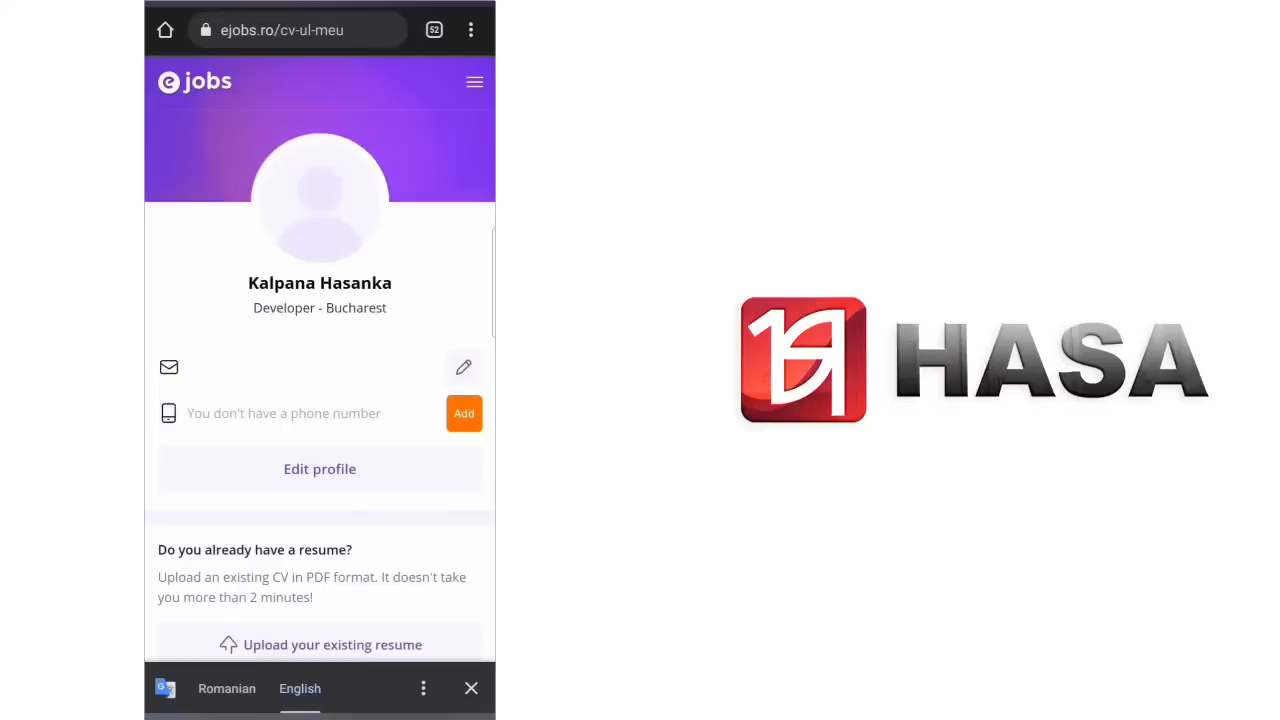 ejobs.ro/cv-ul-meu
52
e jobs
Kalpana Hasanka
Developer - Bucharest
You don't have a phone number
Add
Edit profile
Do you already have a resume?
Upload an existing CV in PDF format. It doesn't take
you more than 2 minutes!
Upload your existing resume
Romanian
English
HASA